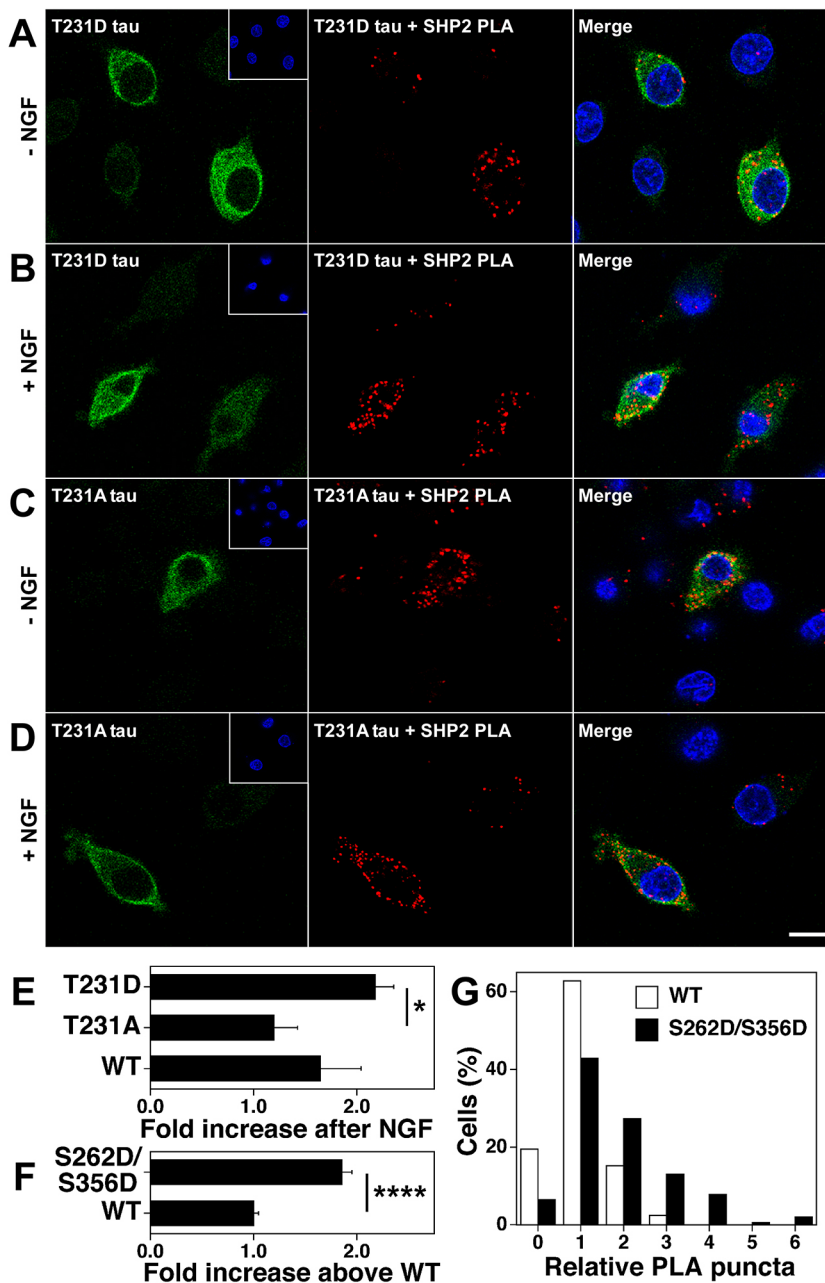 A
T231D tau
T231D tau + SHP2 PLA
Merge
- NGF
B
T231D tau
T231D tau + SHP2 PLA
Merge
+ NGF
C
T231A tau
T231A tau + SHP2 PLA
Merge
- NGF
D
T231A tau
T231A tau + SHP2 PLA
Merge
+ NGF
E
T231D
T231A
WT
*
0.0 1.0 2.0
Fold increase after NGF
F
S262D/
S356D
WT
****
0.0 1.0 2.0
Fold increase above WT
G
WT
S262D/S356D
Cells (%)
60
40
20
0
0 1 2 3 4 5 6
Relative PLA puncta